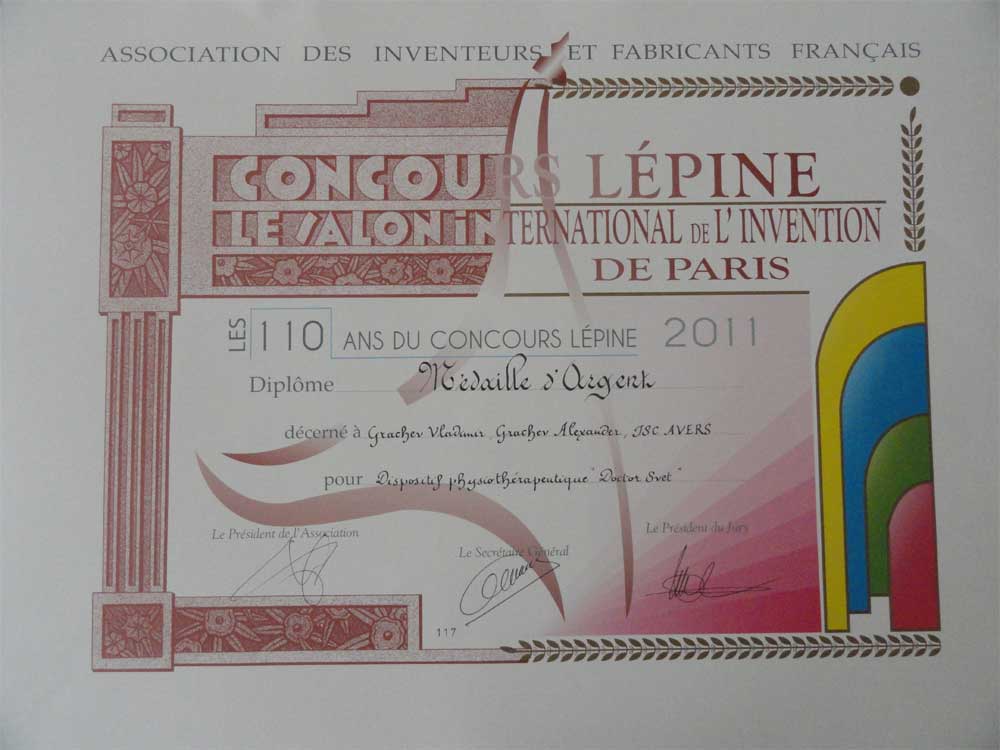 ASSOCIATION DES INVENTEURS ET FABRICANTS FRANÇAIS
CONCOURS LÉPINE
LE SALON INTERNATIONAL DE L'INVENTION
DE PARIS
LES 110 ANS DU CONCOURS LÉPINE 2011
Diplôme Médaille d'Argent
décerné à Grachev Vladimir, Grachev Alexander, JSC AVERS
pour Dispositif physiothérapeutique "Doctor Svet"
Le Président de l'Association
Le Secrétaire Général
Le Président du Jury
117